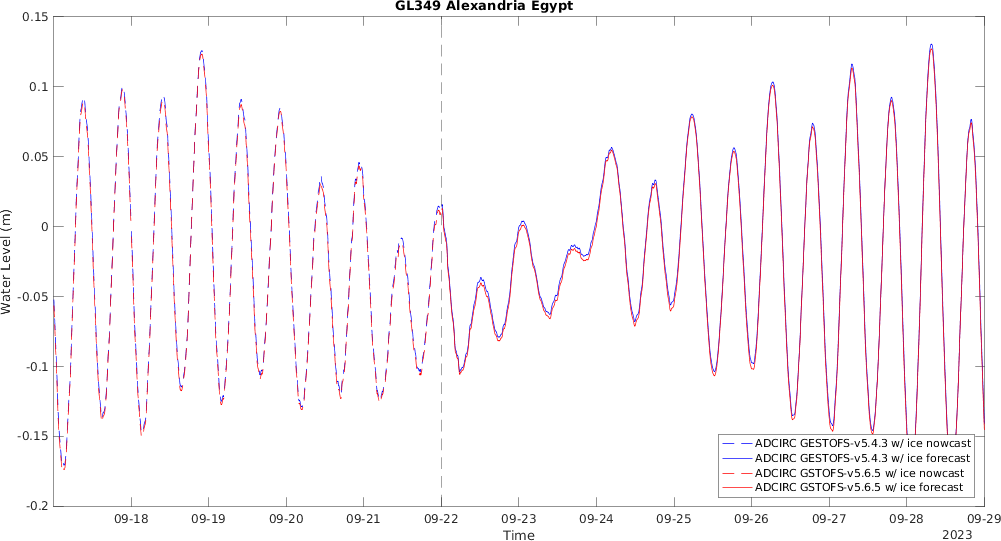 GL349 Alexandria Egypt
0.15
0.1
0.05
0
-0.05
-0.1
-0.15
-0.2
Water Level (m)
ADCIRC GESTOFS-v5.4.3 w/ ice nowcast
ADCIRC GESTOFS-v5.4.3 w/ ice forecast
ADCIRC GSTOFS-v5.6.5 w/ ice nowcast
ADCIRC GSTOFS-v5.6.5 w/ ice forecast
09-18 09-19 09-20 09-21 09-22 09-23 09-24 09-25 09-26 09-27 09-28 09-29
Time
2023